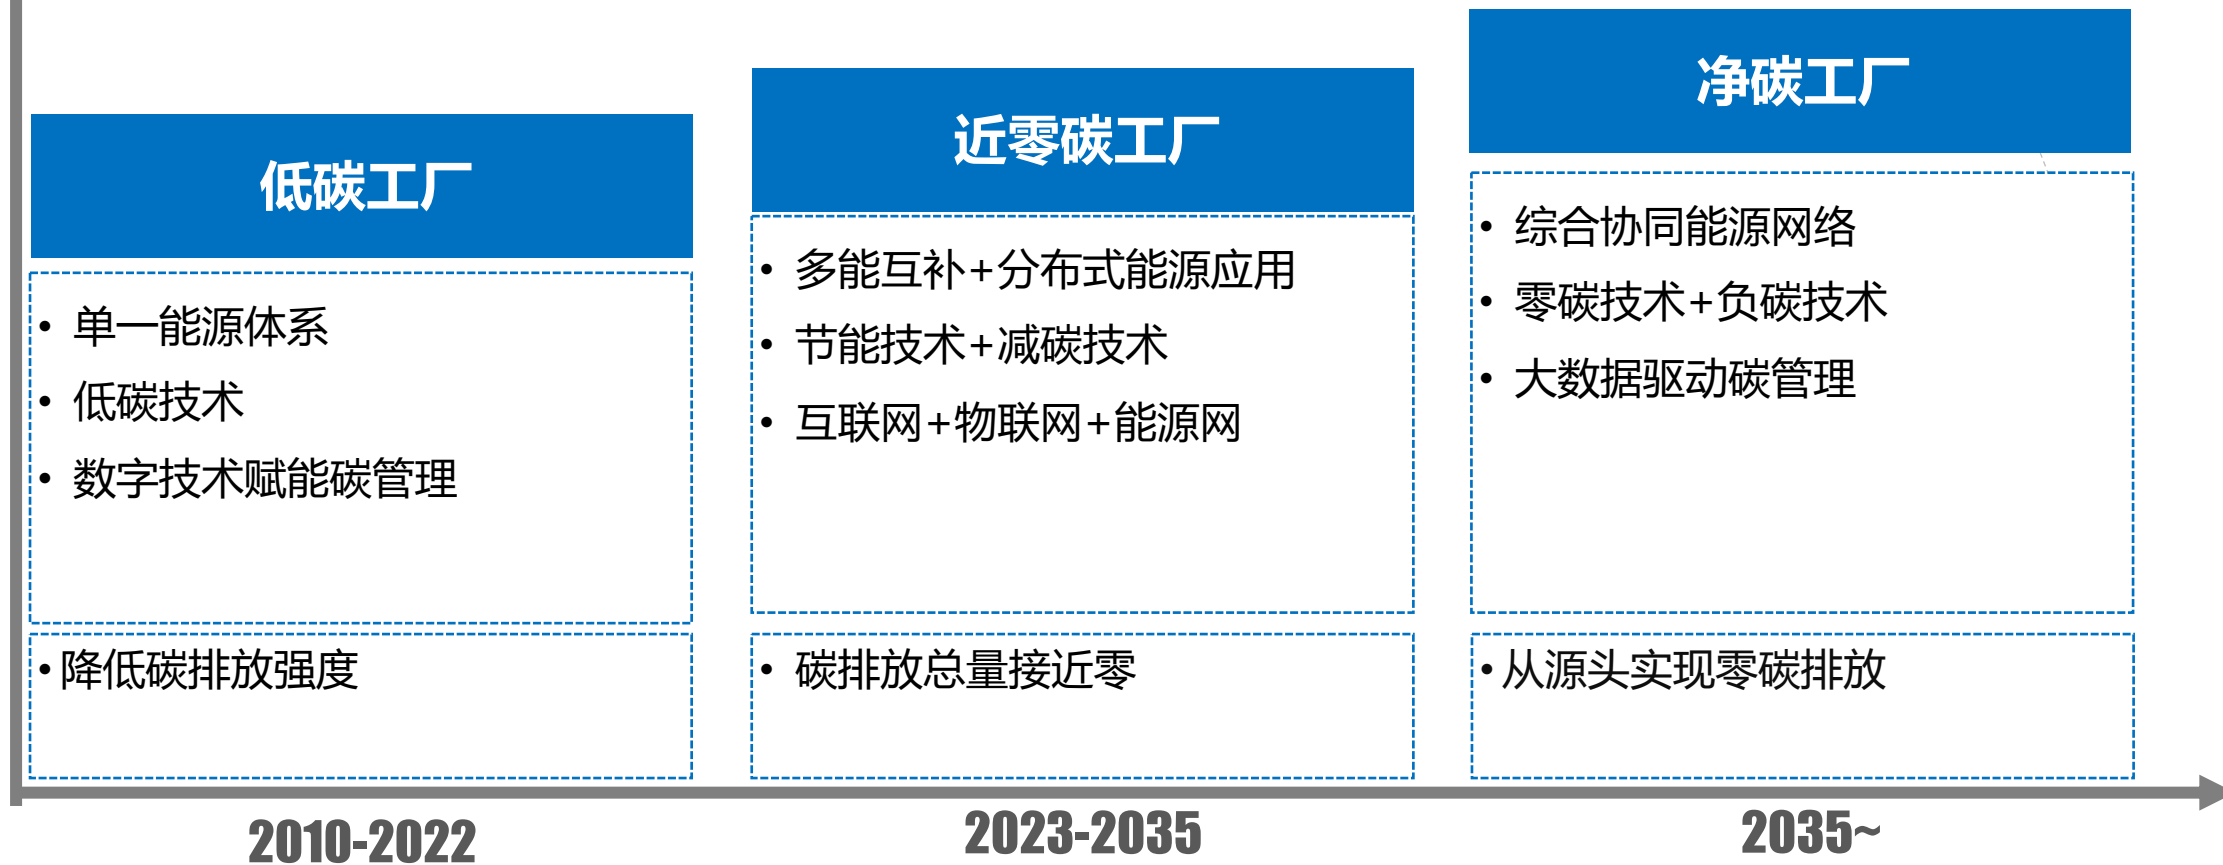 低碳工厂
• 单一能源体系
• 低碳技术
• 数字技术赋能碳管理
• 降低碳排放强度
2010-2022
近零碳工厂
• 多能互补+分布式能源应用
• 节能技术+减碳技术
• 互联网+物联网+能源网
• 碳排放总量接近零
2023-2035
净碳工厂
• 综合协同能源网络
• 零碳技术+负碳技术
• 大数据驱动碳管理
• 从源头实现零碳排放
2035~